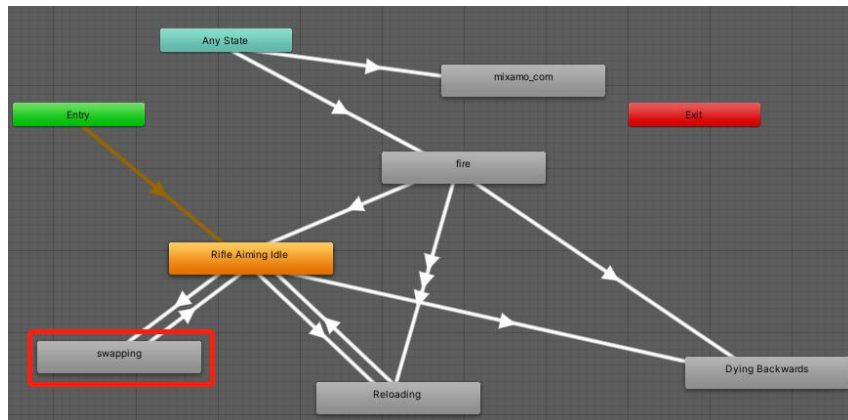 Any State
mixamo_com
Entry
Exit
fire
Rifle Aiming Idle
swapping
Dying Backwards
Reloading